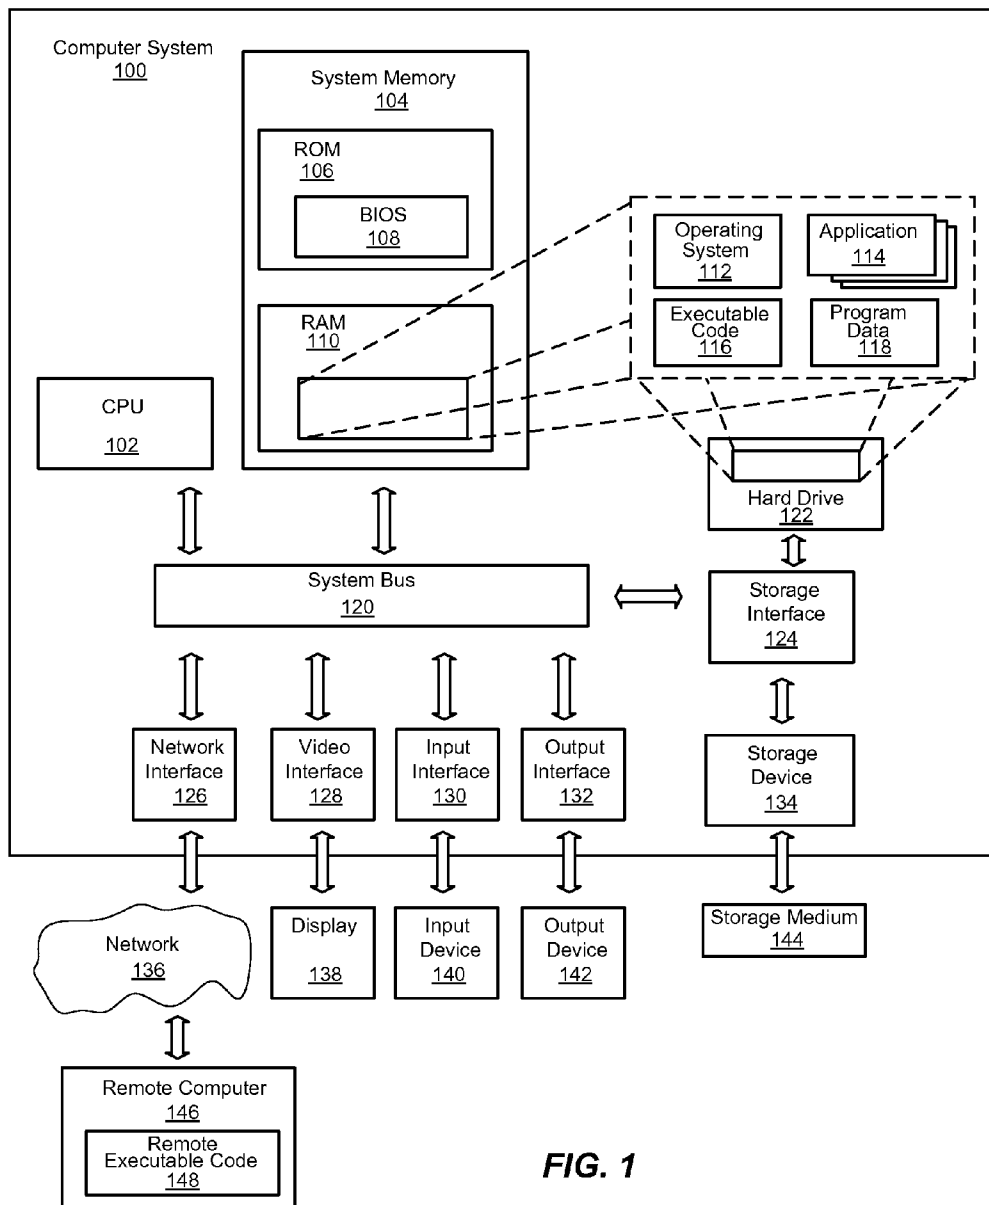 Computer System
100
System Memory
104
ROM
106
BIOS
108
RAM
110
Operating
System
112
Application
114
Executable
Code
116
Program
Data
118
CPU
102
Hard Drive
122
System Bus
120
Storage
Interface
124
Network
Interface
126
Video
Interface
128
Input
Interface
130
Output
Interface
132
Storage
Device
134
Network
136
Display
138
Input
Device
140
Output
Device
142
Storage Medium
144
Remote Computer
146
Remote
Executable Code
148
FIG. 1